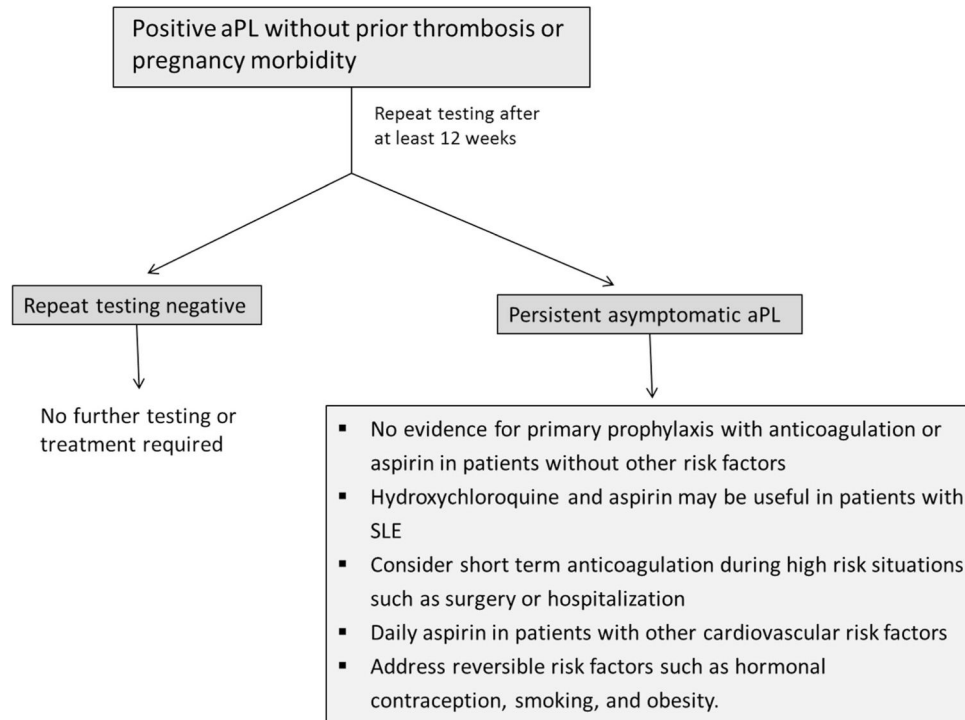 Positive aPL without prior thrombosis or
pregnancy morbidity
Repeat testing after
at least 12 weeks
Repeat testing negative
Persistent asymptomatic aPL
No further testing or
treatment required
▪ No evidence for primary prophylaxis with anticoagulation or
aspirin in patients without other risk factors
▪ Hydroxychloroquine and aspirin may be useful in patients with
SLE
▪ Consider short term anticoagulation during high risk situations
such as surgery or hospitalization
▪ Daily aspirin in patients with other cardiovascular risk factors
▪ Address reversible risk factors such as hormonal
contraception, smoking, and obesity.